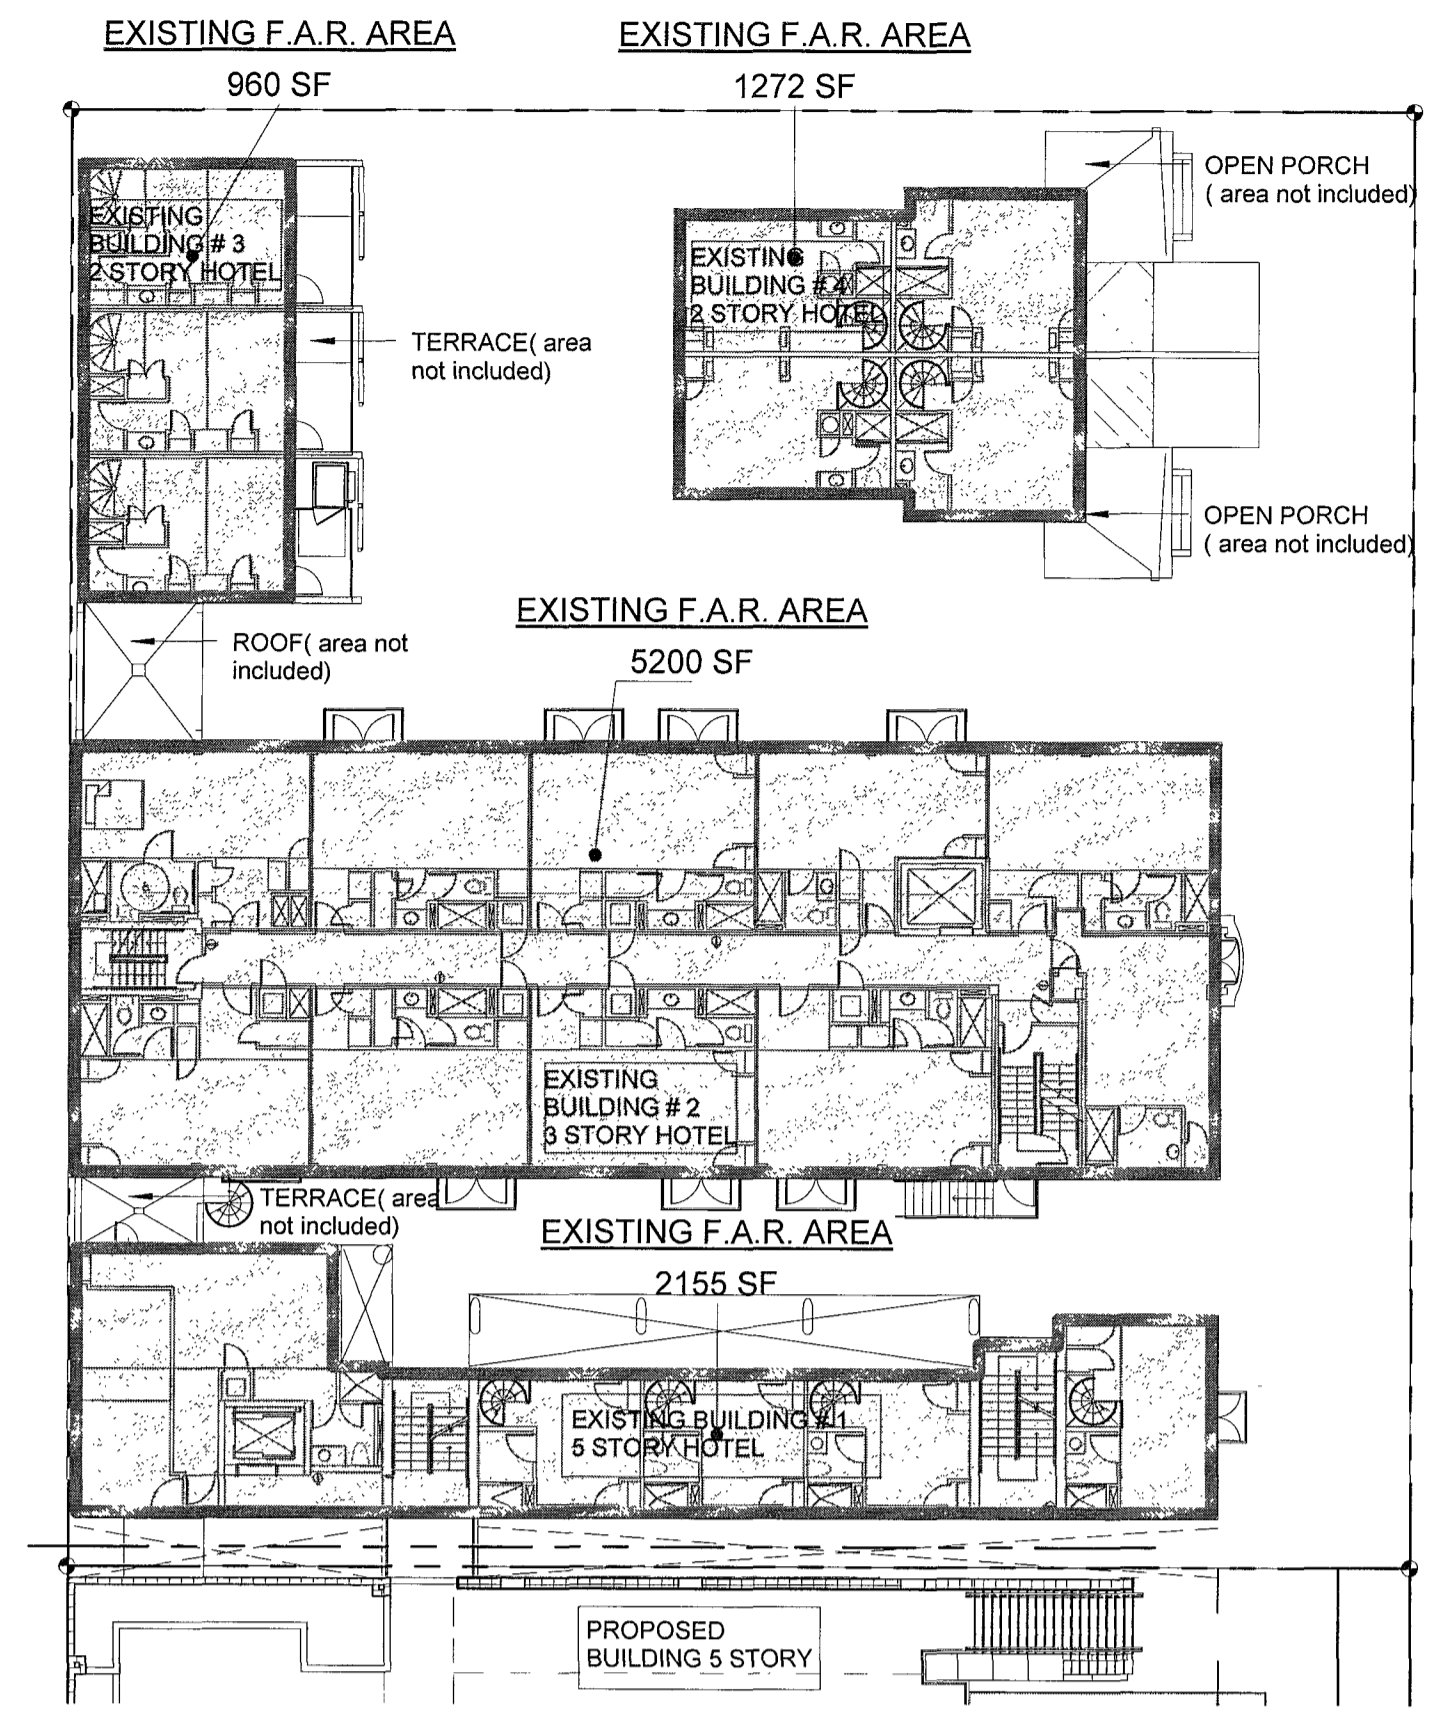 EXISTING F.A.R. AREA
960 SF
EXISTING F.A.R. AREA
1272 SF
OPEN PORCH
( area not included)
EXISTING
BUILDING # 3
2 STORY HOTEL
EXISTING
BUILDING # 4
2 STORY HOTEL
TERRACE( area
not included)
OPEN PORCH
( area not included)
EXISTING F.A.R. AREA
5200 SF
ROOF( area not
included)
EXISTING
BUILDING # 2
3 STORY HOTEL
TERRACE( area
not included)
EXISTING F.A.R. AREA
2155 SF
EXISTING BUILDING # 1
5 STORY HOTEL
PROPOSED
BUILDING 5 STORY